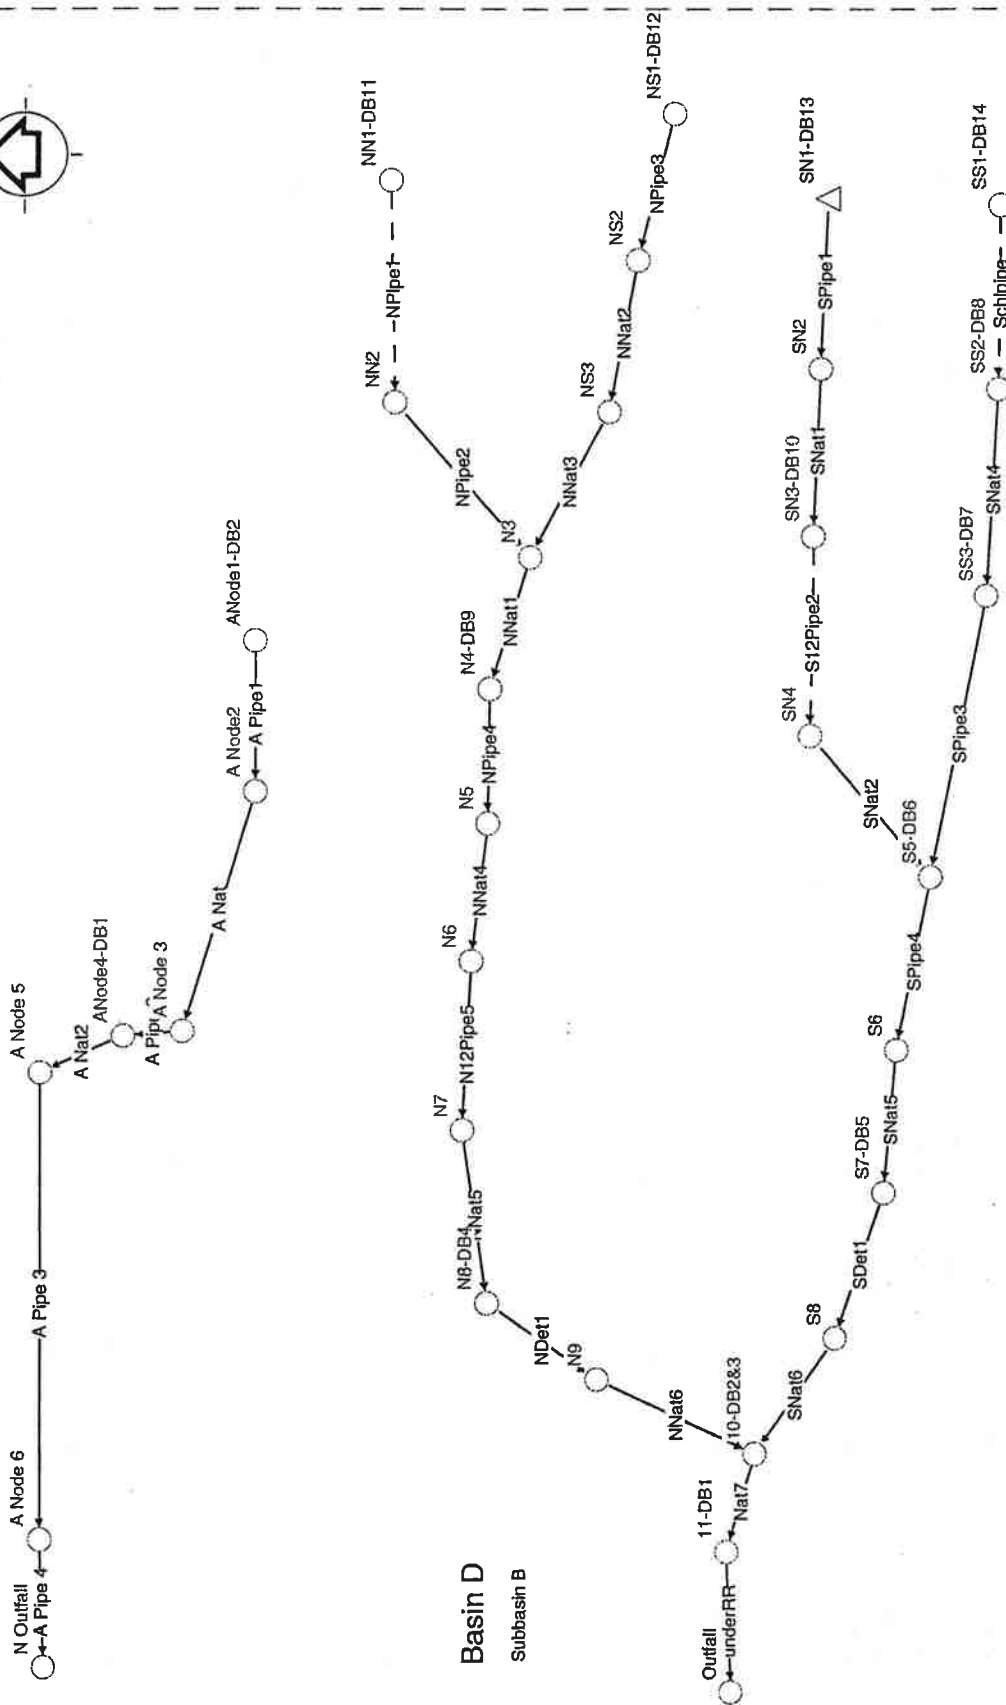 N Outfall
A Pipe 4
A Node 6
A Pipe 3
A Node 5
A Nat2
ANode4-DB1
A Node 3
A Nat
A Node2
A Pipe1
ANode1-DB2
NN1-DB11
NPipe1
NN2
NPipe2
N3
NS1-DB12
NPipe3
NS2
NNat2
NS3
NNat3
NNat1
N4-DB9
NPipe4
N5
NNat4
N6
N12Pipe5
N7
NNat5
N8-DB4
NDet1
N9
NNat6
10-DB2&3
Nat7
11-DB1
underRR
Outfall
Basin D
Subbasin B
SN1-DB13
SPipe1
SN2
SNat1
SN3-DB10
S12Pipe2
SN4
SNat2
S5-DB6
SS1-DB14
SS2-DB8
SNat4
SS3-DB7
SPipe3
SPipe4
S6
SNat5
S7-DB5
SDet1
S8
SNat6